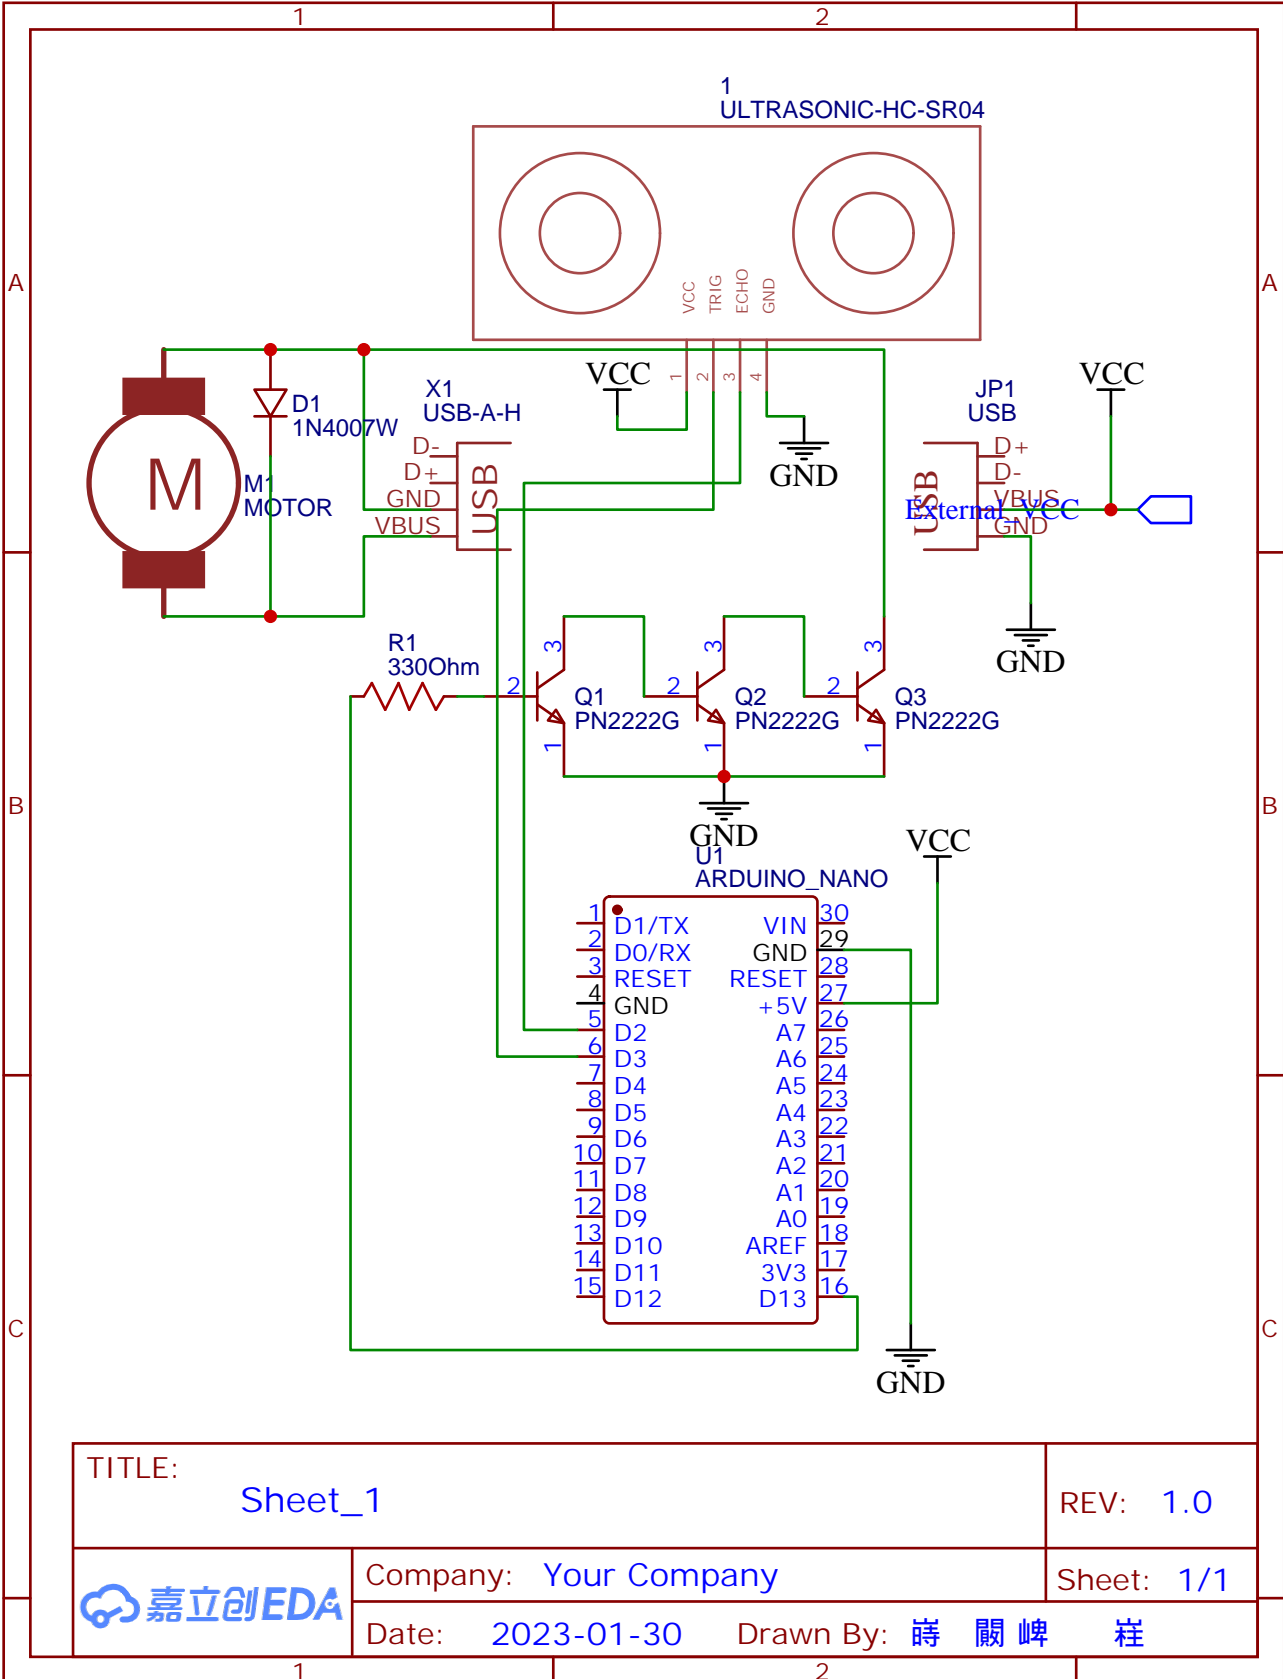 1
2
1
ULTRASONIC-HC-SR04
A
A
VCC
TRIG
ECHO
GND
1
2
3
4
VCC
GND
VCC
D1
1N4007W
X1
USB-A-H
D-
D+
GND
VBUS
USB
M
M1
MOTOR
JP1
USB
D+
D-
VBUS
GND
USB
External_VCC
GND
R1
330Ohm
2
3
1
Q1
PN2222G
2
3
1
Q2
PN2222G
2
3
1
Q3
PN2222G
GND
B
B
VCC
U1
ARDUINO_NANO
1 D1/TX VIN 30
2 D0/RX GND 29
3 RESET RESET 28
4 GND +5V 27
5 D2 A7 26
6 D3 A6 25
7 D4 A5 24
8 D5 A4 23
9 D6 A3 22
10 D7 A2 21
11 D8 A1 20
12 D9 A0 19
13 D10 AREF 18
14 D11 3V3 17
15 D12 D13 16
C
C
GND
TITLE:
Sheet_1
REV: 1.0
嘉立创EDA
Company: Your Company
Sheet: 1/1
Date: 2023-01-30
Drawn By:
1
2